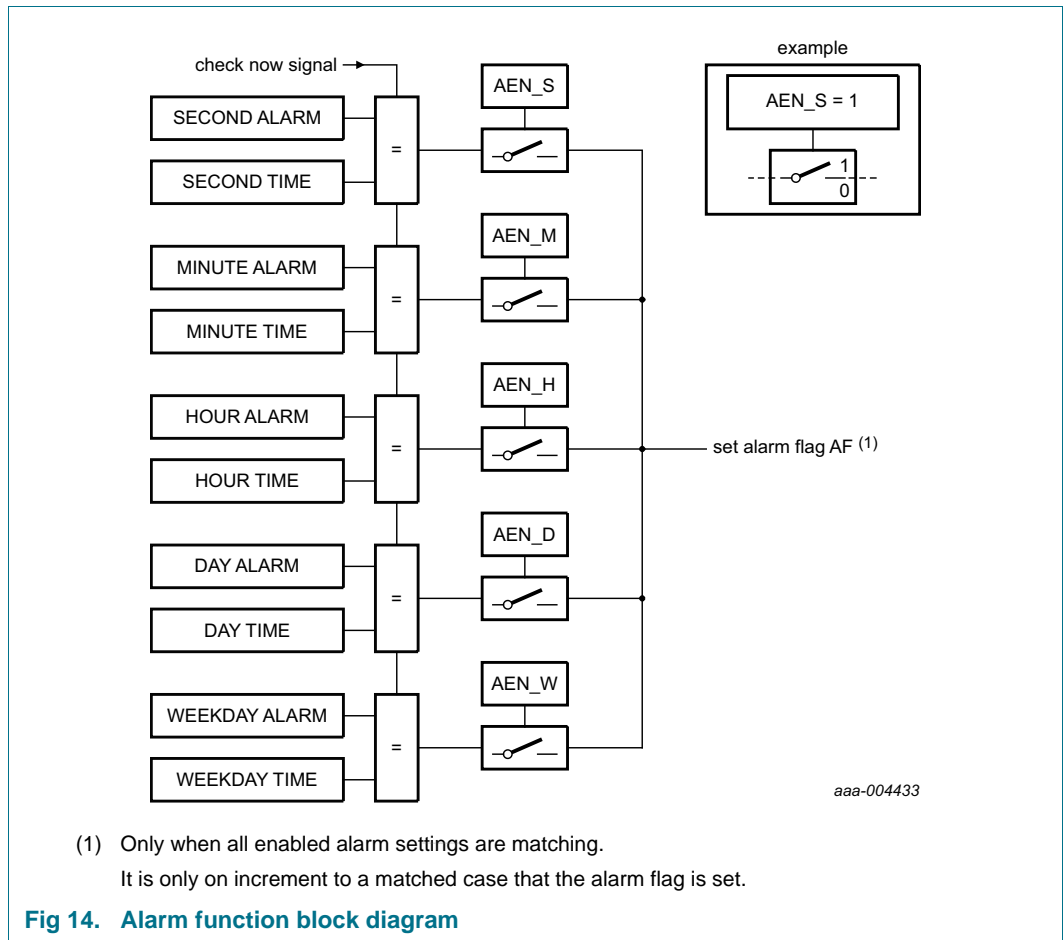 check now signal
example
AEN_S
AEN_S = 1
SECOND ALARM
=
1
0
SECOND TIME
AEN_M
MINUTE ALARM
=
MINUTE TIME
AEN_H
HOUR ALARM
=
set alarm flag AF (1)
HOUR TIME
AEN_D
DAY ALARM
=
DAY TIME
AEN_W
WEEKDAY ALARM
=
WEEKDAY TIME
aaa-004433
(1) Only when all enabled alarm settings are matching.
It is only on increment to a matched case that the alarm flag is set.
Fig 14. Alarm function block diagram